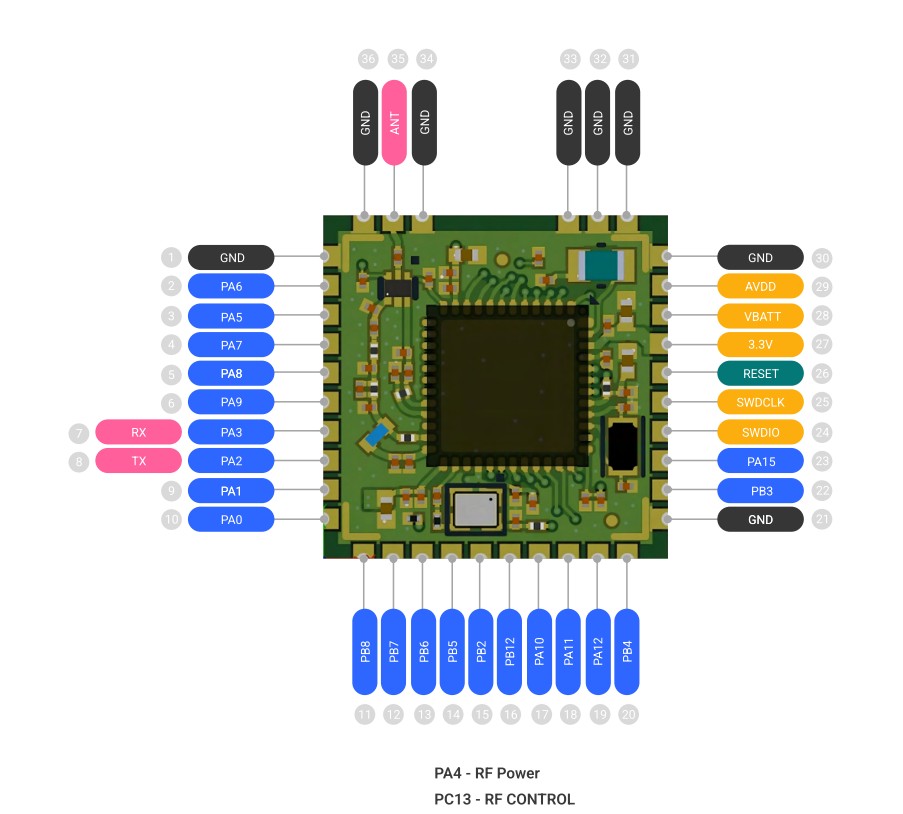 36 35 34 33 32 31
GND ANT GND GND GND GND
1 GND
2 PA6
3 PA5
4 PA7
5 PA8
6 PA9
7 RX PA3
8 TX PA2
9 PA1
10 PA0
GND 30
AVDD 29
VBATT 28
3.3V 27
RESET 26
SWDCLK 25
SWDIO 24
PA15 23
PB3 22
GND 21
PB8 PB7 PB6 PB5 PB2 PB12 PA10 PA11 PA12 PB4
11 12 13 14 15 16 17 18 19 20
PA4 - RF Power
PC13 - RF CONTROL